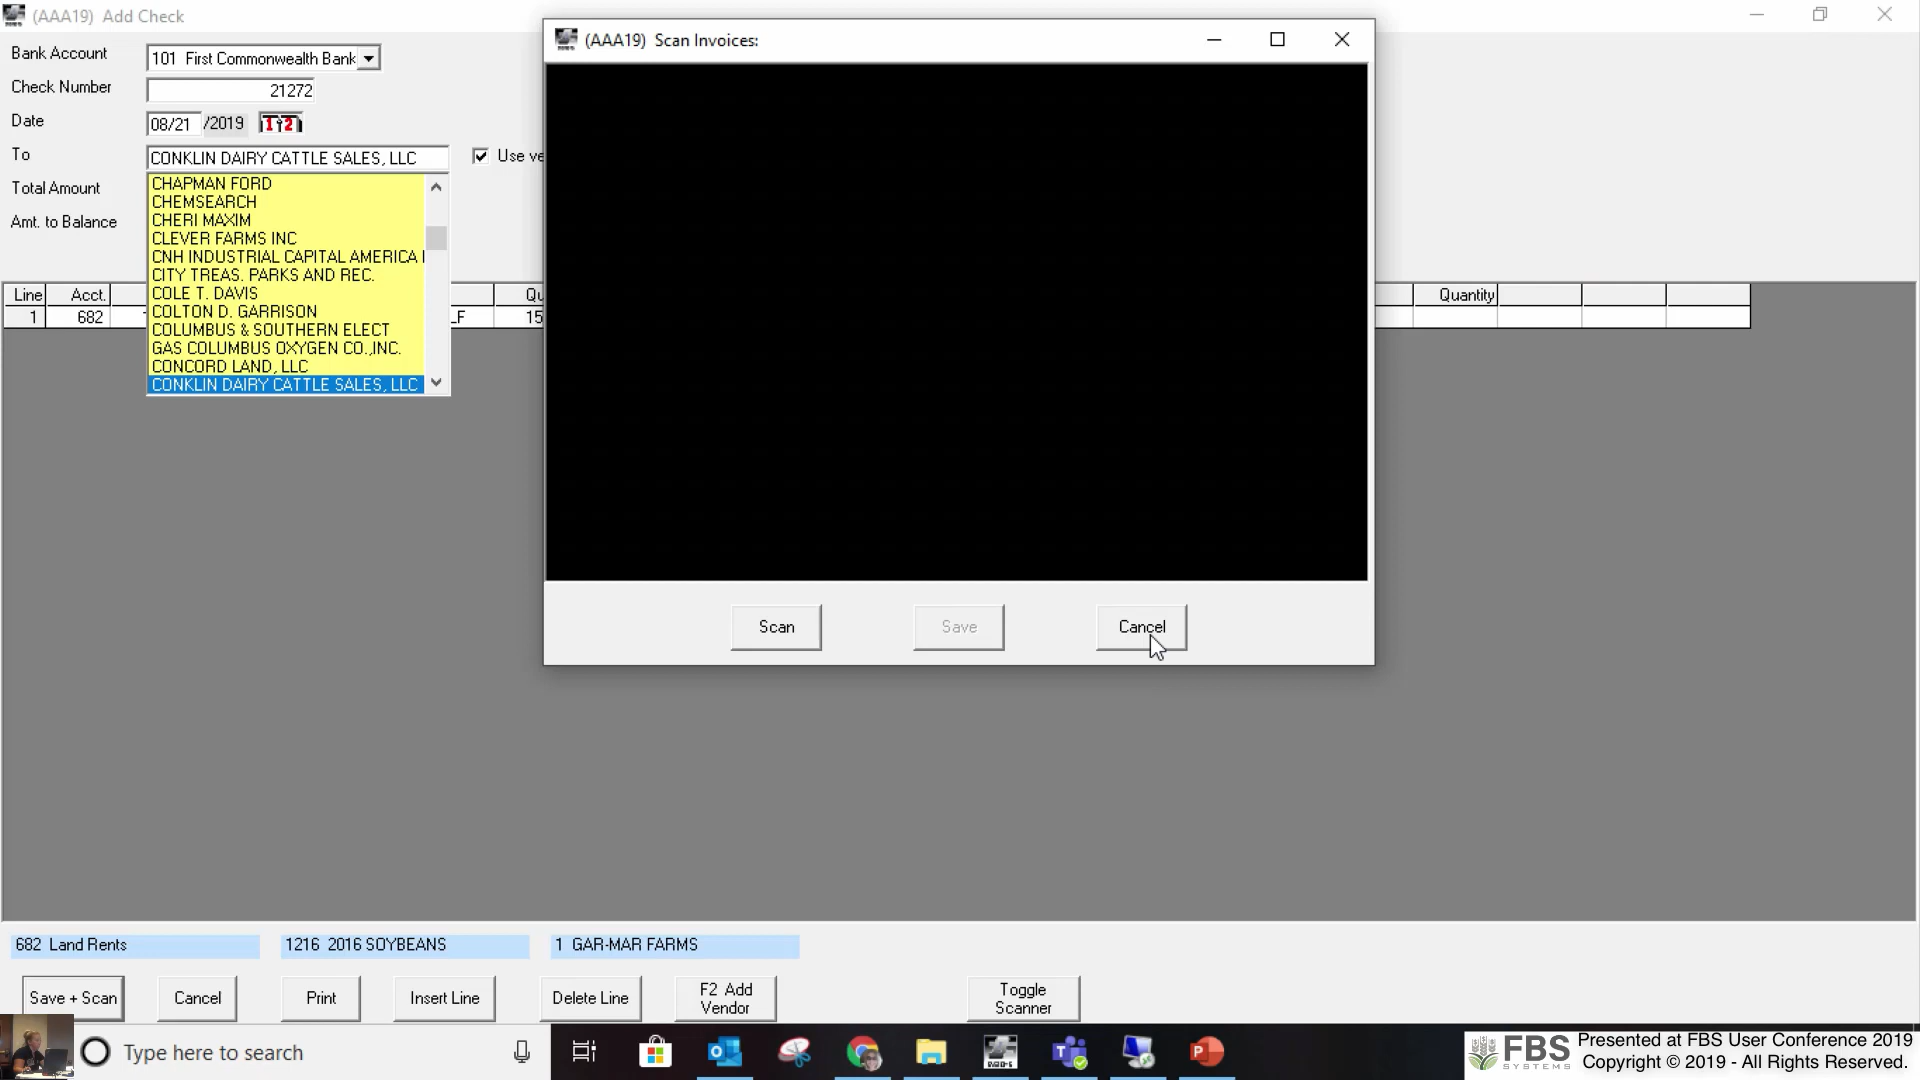 (AAA19) Add Check
(AAA19) Scan Invoices:
Bank Account
101 First Commonwealth Bank
Check Number
21272
Date
08/21 /2019
To
CONKLIN DAIRY CATTLE SALES, LLC
Use ve
Total Amount
Amt. to Balance
CHAPMAN FORD
CHEMSEARCH
CHERI MAXIM
CLEVER FARMS INC
CNH INDUSTRIAL CAPITAL AMERICA
CITY TREAS. PARKS AND REC.
COLE T. DAVIS
COLTON D. GARRISON
COLUMBUS & SOUTHERN ELECT
GAS COLUMBUS OXYGEN CO.,INC.
CONCORD LAND, LLC
CONKLIN DAIRY CATTLE SALES, LLC
Line Acct. Qu Quantity
1 682 LF 15
Scan Save Cancel
682 Land Rents 1216 2016 SOYBEANS 1 GAR-MAR FARMS
Save + Scan Cancel Print Insert Line Delete Line F2 Add Vendor Toggle Scanner
Type here to search
FBS SYSTEMS
Presented at FBS User Conference 2019
Copyright © 2019 - All Rights Reserved.